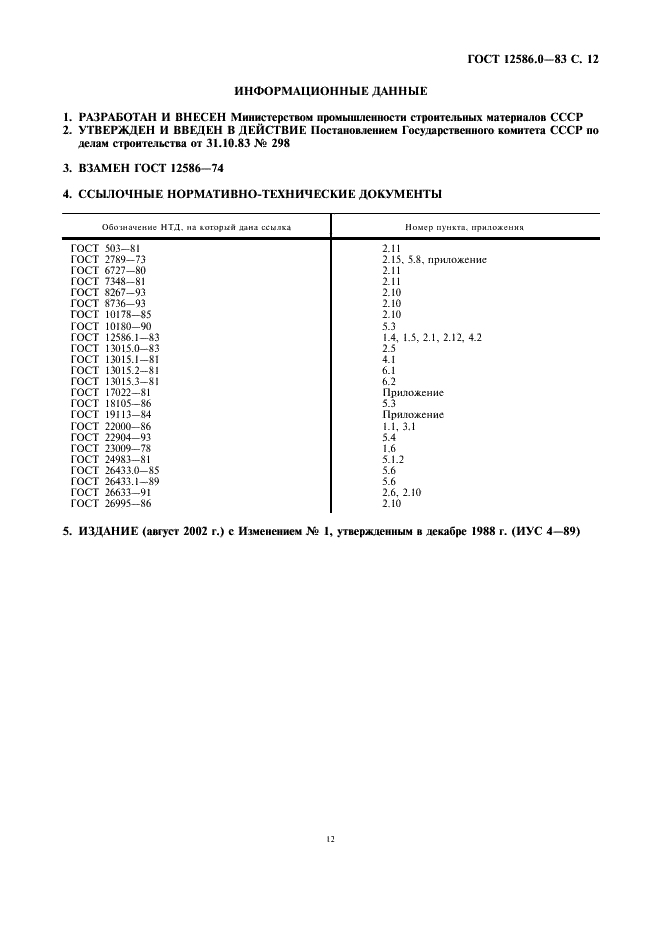 ГОСТ 12586.0—83 С. 12
ИНФОРМАЦИОННЫЕ ДАННЫЕ
1. РАЗРАБОТАН И ВНЕСЕН Министерством промышленности строительных материалов СССР
2. УТВЕРЖДЕН И ВВЕДЕН В ДЕЙСТВИЕ Постановлением Государственного комитета СССР по
делам строительства от 31.10.83 № 298
3. ВЗАМЕН ГОСТ 12586—74
4. ССЫЛОЧНЫЕ НОРМАТИВНО-ТЕХНИЧЕСКИЕ ДОКУМЕНТЫ
Обозначение НТД, на который дана ссылка Номер пункта, приложения
ГОСТ 503—81 2.11
ГОСТ 2789—73 2.15, 5.8, приложение
ГОСТ 6727—80 2.11
ГОСТ 7348—81 2.11
ГОСТ 8267—93 2.10
ГОСТ 8736—93 2.10
ГОСТ 10178—85 2.10
ГОСТ 10180—90 5.3
ГОСТ 12586.1—83 1.4, 1.5, 2.1, 2.12, 4.2
ГОСТ 13015.0—83 2.5
ГОСТ 13015.1—81 4.1
ГОСТ 13015.2—81 6.1
ГОСТ 13015.3—81 6.2
ГОСТ 17022—81 Приложение
ГОСТ 18105—86 5.3
ГОСТ 19113—84 Приложение
ГОСТ 22000—86 1.1, 3.1
ГОСТ 22904—93 5.4
ГОСТ 23009—78 1.6
ГОСТ 24983—81 5.1.2
ГОСТ 26433.0—85 5.6
ГОСТ 26433.1—89 5.6
ГОСТ 26633—91 2.6, 2.10
ГОСТ 26995—86 2.10
5. ИЗДАНИЕ (август 2002 г.) с Изменением № 1, утвержденным в декабре 1988 г. (ИУС 4—89)
12